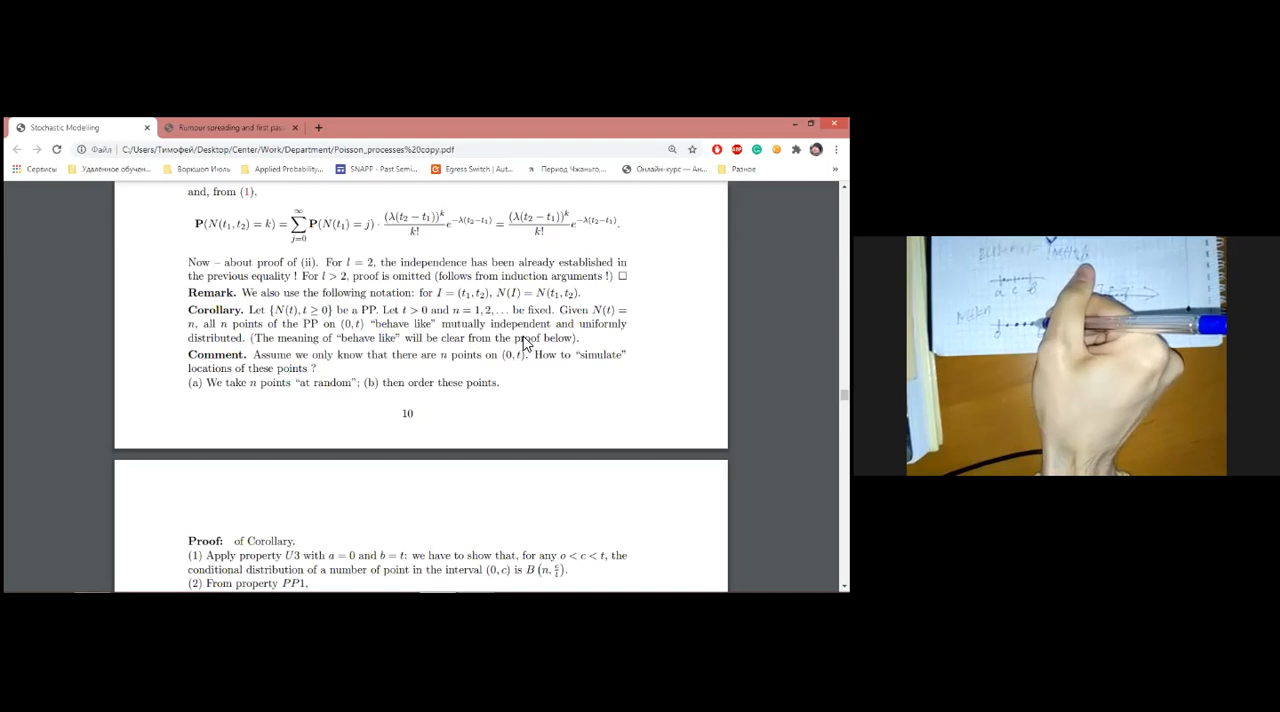 Stochastic Modelling
Rumour spreading and first pas
Файл C:/Users/Тимофей/Desktop/Center/Work/Department/Poisson_processes%20copy.pdf
Сервисы Удаленное обучен... Воркшоп Июль Applied Probability... SNAPP - Past Semi... Egress Switch | Aut... Период Чжаньго,... Онлайн-курс — Ан... Разное »
and, from (1),
P(N(t₁, t₂) = k) = ∑_{j=0}^{∞} P(N(t₁) = j) · (λ(t₂ − t₁))^k / k! e^{−λ(t₂−t₁)} = (λ(t₂ − t₁))^k / k! e^{−λ(t₂−t₁)}.
Now – about proof of (ii). For l = 2, the independence has been already established in
the previous equality ! For l > 2, proof is omitted (follows from induction arguments !) □
Remark. We also use the following notation: for I = (t₁, t₂), N(I) = N(t₁, t₂).
Corollary. Let {N(t), t ≥ 0} be a PP. Let t > 0 and n = 1, 2, . . . be fixed. Given N(t) =
n, all n points of the PP on (0, t) “behave like” mutually independent and uniformly
distributed. (The meaning of “behave like” will be clear from the proof below).
Comment. Assume we only know that there are n points on (0, t). How to “simulate”
locations of these points ?
(a) We take n points “at random”; (b) then order these points.
10
Proof: of Corollary.
(1) Apply property U3 with a = 0 and b = t: we have to show that, for any o < c < t, the
conditional distribution of a number of point in the interval (0, c) is B (n, c/t).
(2) From property PP1,
a c b
N(t)=n
0